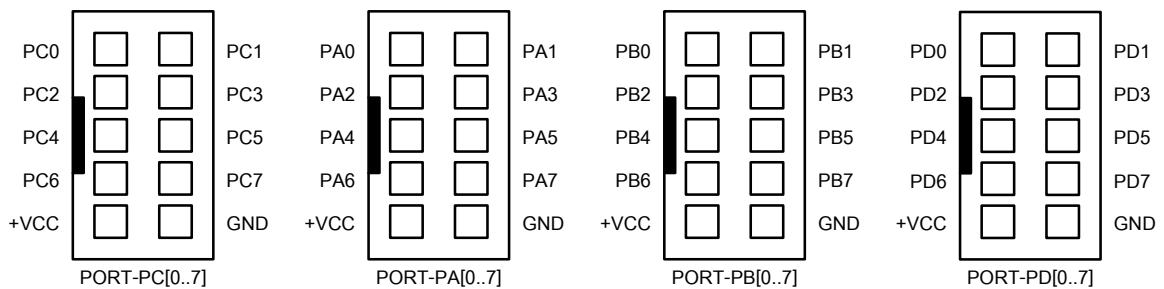 PC0 PC1 PA0 PA1 PB0 PB1 PD0 PD1
PC2 PC3 PA2 PA3 PB2 PB3 PD2 PD3
PC4 PC5 PA4 PA5 PB4 PB5 PD4 PD5
PC6 PC7 PA6 PA7 PB6 PB7 PD6 PD7
+VCC GND +VCC GND +VCC GND +VCC GND
PORT-PC[0..7] PORT-PA[0..7] PORT-PB[0..7] PORT-PD[0..7]